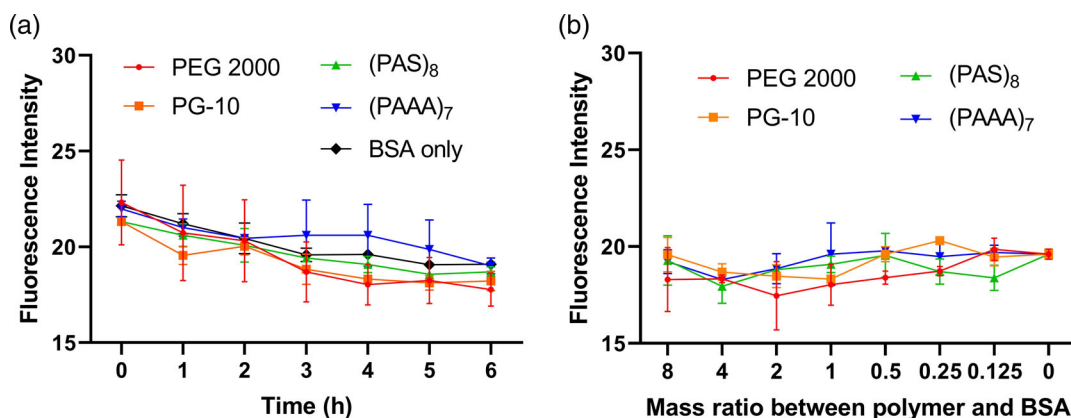 (a)
Fluorescence Intensity
30
25
20
15
PEG 2000
PG-10
(PAS)8
(PAAA)7
BSA only
0 1 2 3 4 5 6
Time (h)
(b)
Fluorescence Intensity
30
25
20
15
PEG 2000
PG-10
(PAS)8
(PAAA)7
8 4 2 1 0.5 0.25 0.125 0
Mass ratio between polymer and BSA